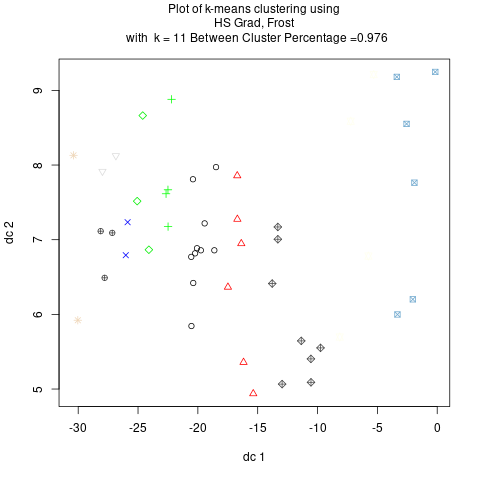 Plot of k-means clustering using
HS Grad, Frost
with k = 11 Between Cluster Percentage =0.976
9
8
7
6
5
dc 2
-30 -25 -20 -15 -10 -5 0
dc 1